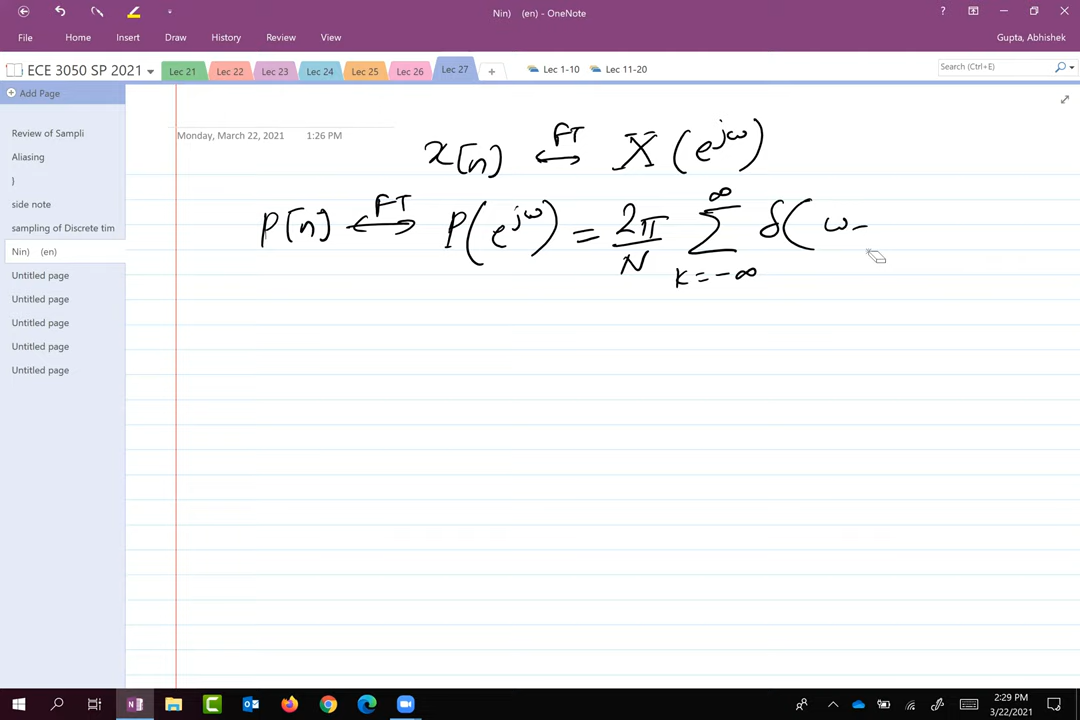 Nin) (en) - OneNote
Gupta, Abhishek
File Home Insert Draw History Review View
ECE 3050 SP 2021
Lec 21 Lec 22 Lec 23 Lec 24 Lec 25 Lec 26 Lec 27 Lec 1-10 Lec 11-20
Search (Ctrl+E)
Add Page
Review of Sampli
Aliasing
}
side note
sampling of Discrete tim
Nin) (en)
Untitled page
Untitled page
Untitled page
Untitled page
Untitled page
Monday, March 22, 2021 1:26 PM
x[n] ⟷FT X(e^{jω})
P[n] ⟷FT P(e^{jω}) = 2π/N ∑_{k=-∞}^{∞} δ(ω-
2:29 PM
3/22/2021